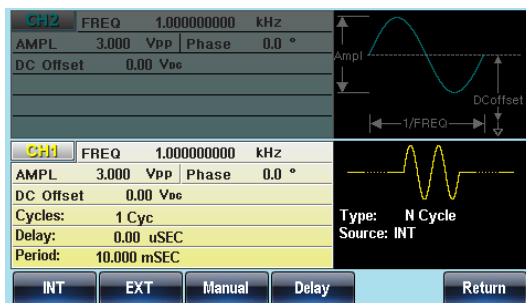 CH2 FREQ 1.000000000 kHz
AMPL 3.000 VPP Phase 0.0 °
DC Offset 0.00 VDC
Ampl
DCoffset
1/FREQ
CH1 FREQ 1.000000000 kHz
AMPL 3.000 VPP Phase 0.0 °
DC Offset 0.00 VDC
Cycles: 1 Cyc
Delay: 0.00 uSEC
Period: 10.000 mSEC
Type: N Cycle
Source: INT
INT EXT Manual Delay Return